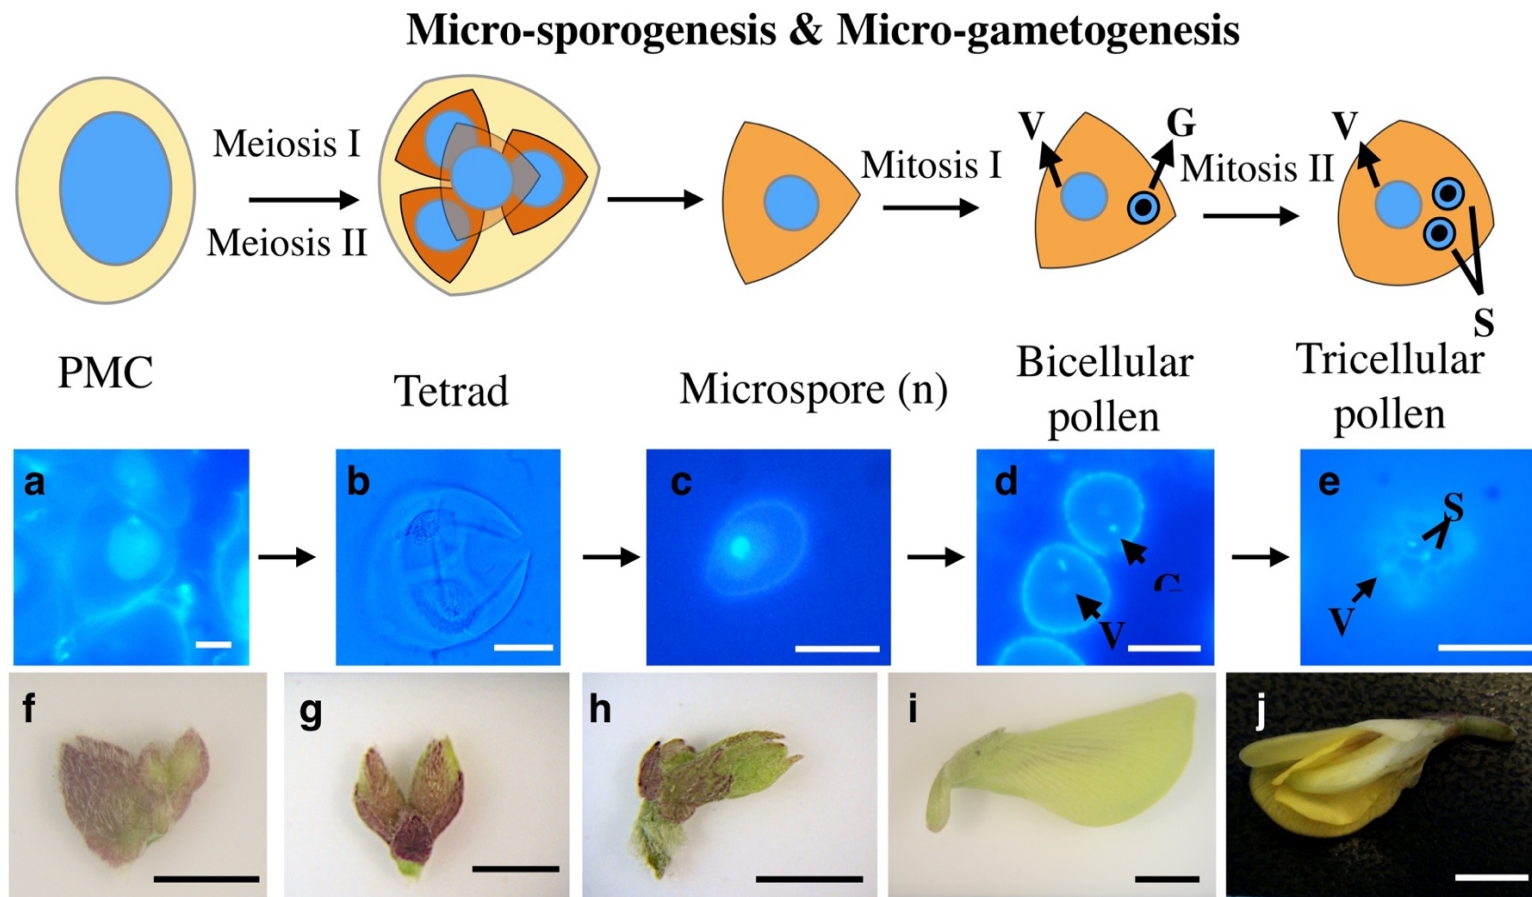 Micro-sporogenesis & Micro-gametogenesis
Meiosis I
Meiosis II
Mitosis I
V
G
Mitosis II
V
S
PMC
Tetrad
Microspore (n)
Bicellular
pollen
Tricellular
pollen
a
b
c
d
V
e
S
V
f
g
h
i
j